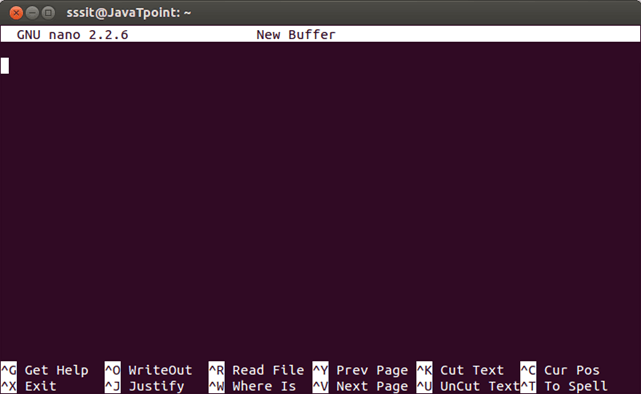 sssit@JavaTpoint: ~
GNU nano 2.2.6 New Buffer
^G Get Help ^O WriteOut ^R Read File ^Y Prev Page ^K Cut Text ^C Cur Pos
^X Exit ^J Justify ^W Where Is ^V Next Page ^U UnCut Text ^T To Spell